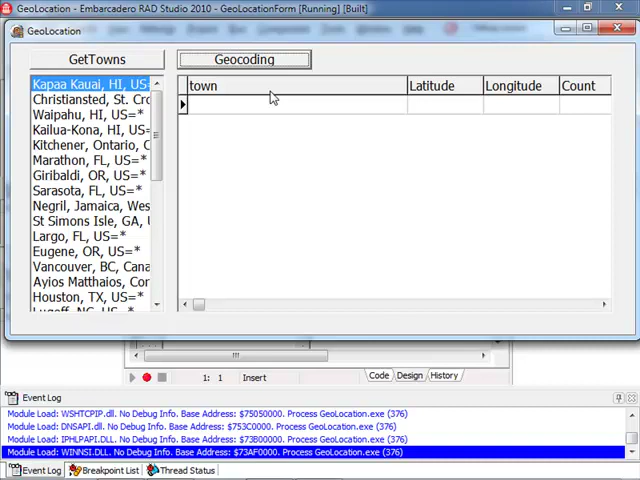 GeoLocation - Embarcadero RAD Studio 2010 - GeoLocationForm [Running] [Built]
GeoLocation
GetTowns
Geocoding
town Latitude Longitude Count
Kapaa Kauai, HI, US=
Christiansted, St. Cro
Waipahu, HI, US=*
Kailua-Kona, HI, US=*
Kitchener, Ontario, C
Marathon, FL, US=*
Giribaldi, OR, US=*
Sarasota, FL, US=*
Negril, Jamaica, Wes
St Simons Isle, GA, U
Largo, FL, US=*
Eugene, OR, US=*
Vancouver, BC, Cana
Ayios Matthaios, Cor
Houston, TX, US=*
Lugoff, NC, US=*
1: 1 Insert
Code Design History
Event Log
Module Load: WSHTCPIP.dll. No Debug Info. Base Address: $75050000. Process GeoLocation.exe (376)
Module Load: DNSAPI.dll. No Debug Info. Base Address: $753C0000. Process GeoLocation.exe (376)
Module Load: IPHLPAPI.DLL. No Debug Info. Base Address: $73B00000. Process GeoLocation.exe (376)
Module Load: WINNSI.DLL. No Debug Info. Base Address: $73AF0000. Process GeoLocation.exe (376)
Event Log Breakpoint List Thread Status